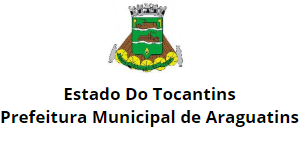 Estado Do Tocantins
Prefeitura Municipal de Araguatins